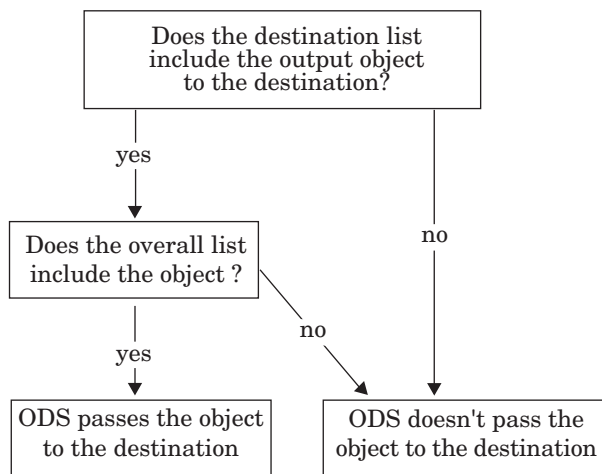 Does the destination list
include the output object
to the destination?
yes
no
Does the overall list
include the object ?
no
yes
ODS passes the object
to the destination
ODS doesn't pass the
object to the destination